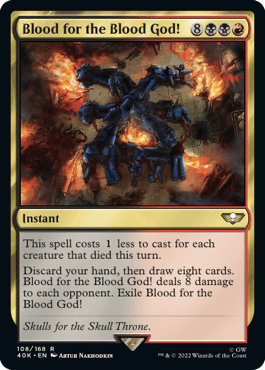 Blood for the Blood God! 8
Instant
This spell costs 1 less to cast for each
creature that died this turn.
Discard your hand, then draw eight cards.
Blood for the Blood God! deals 8 damage
to each opponent. Exile Blood for the
Blood God!
Skulls for the Skull Throne.
108/168 R
40K • EN Artur Nakhodkin
© GW
™ & © 2022 Wizards of the Coast